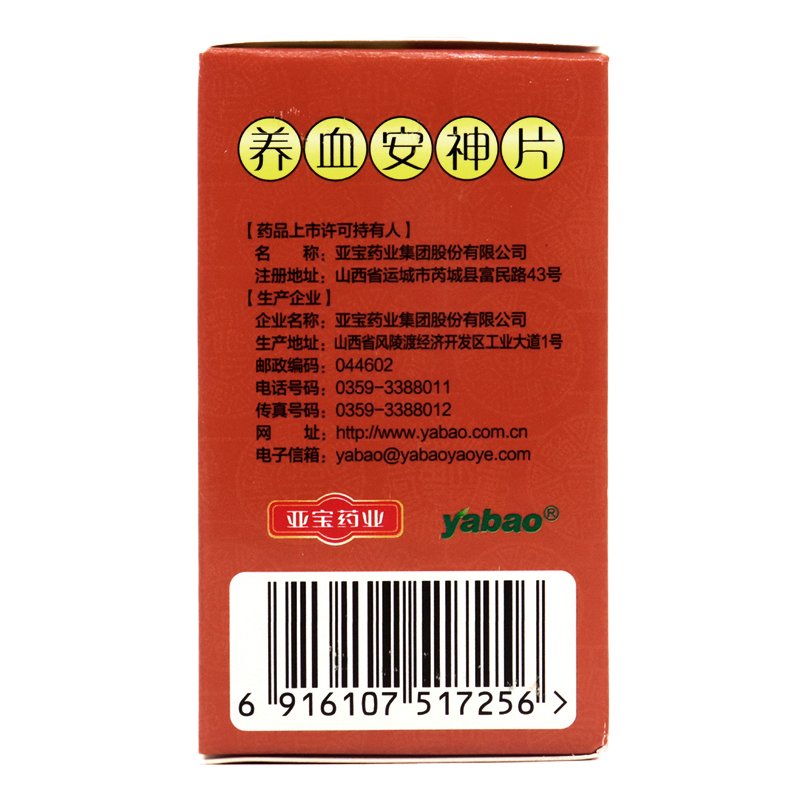 养血安神片
【药品上市许可持有人】
名 称：亚宝药业集团股份有限公司
注册地址：山西省运城市芮城县富民路43号
【生产企业】
企业名称：亚宝药业集团股份有限公司
生产地址：山西省风陵渡经济开发区工业大道1号
邮政编码：044602
电话号码：0359-3388011
传真号码：0359-3388012
网 址：http://www.yabao.com.cn
电子信箱：yabao@yabaoyaoye.com
亚宝药业 yabao®
6 916107 517256 >